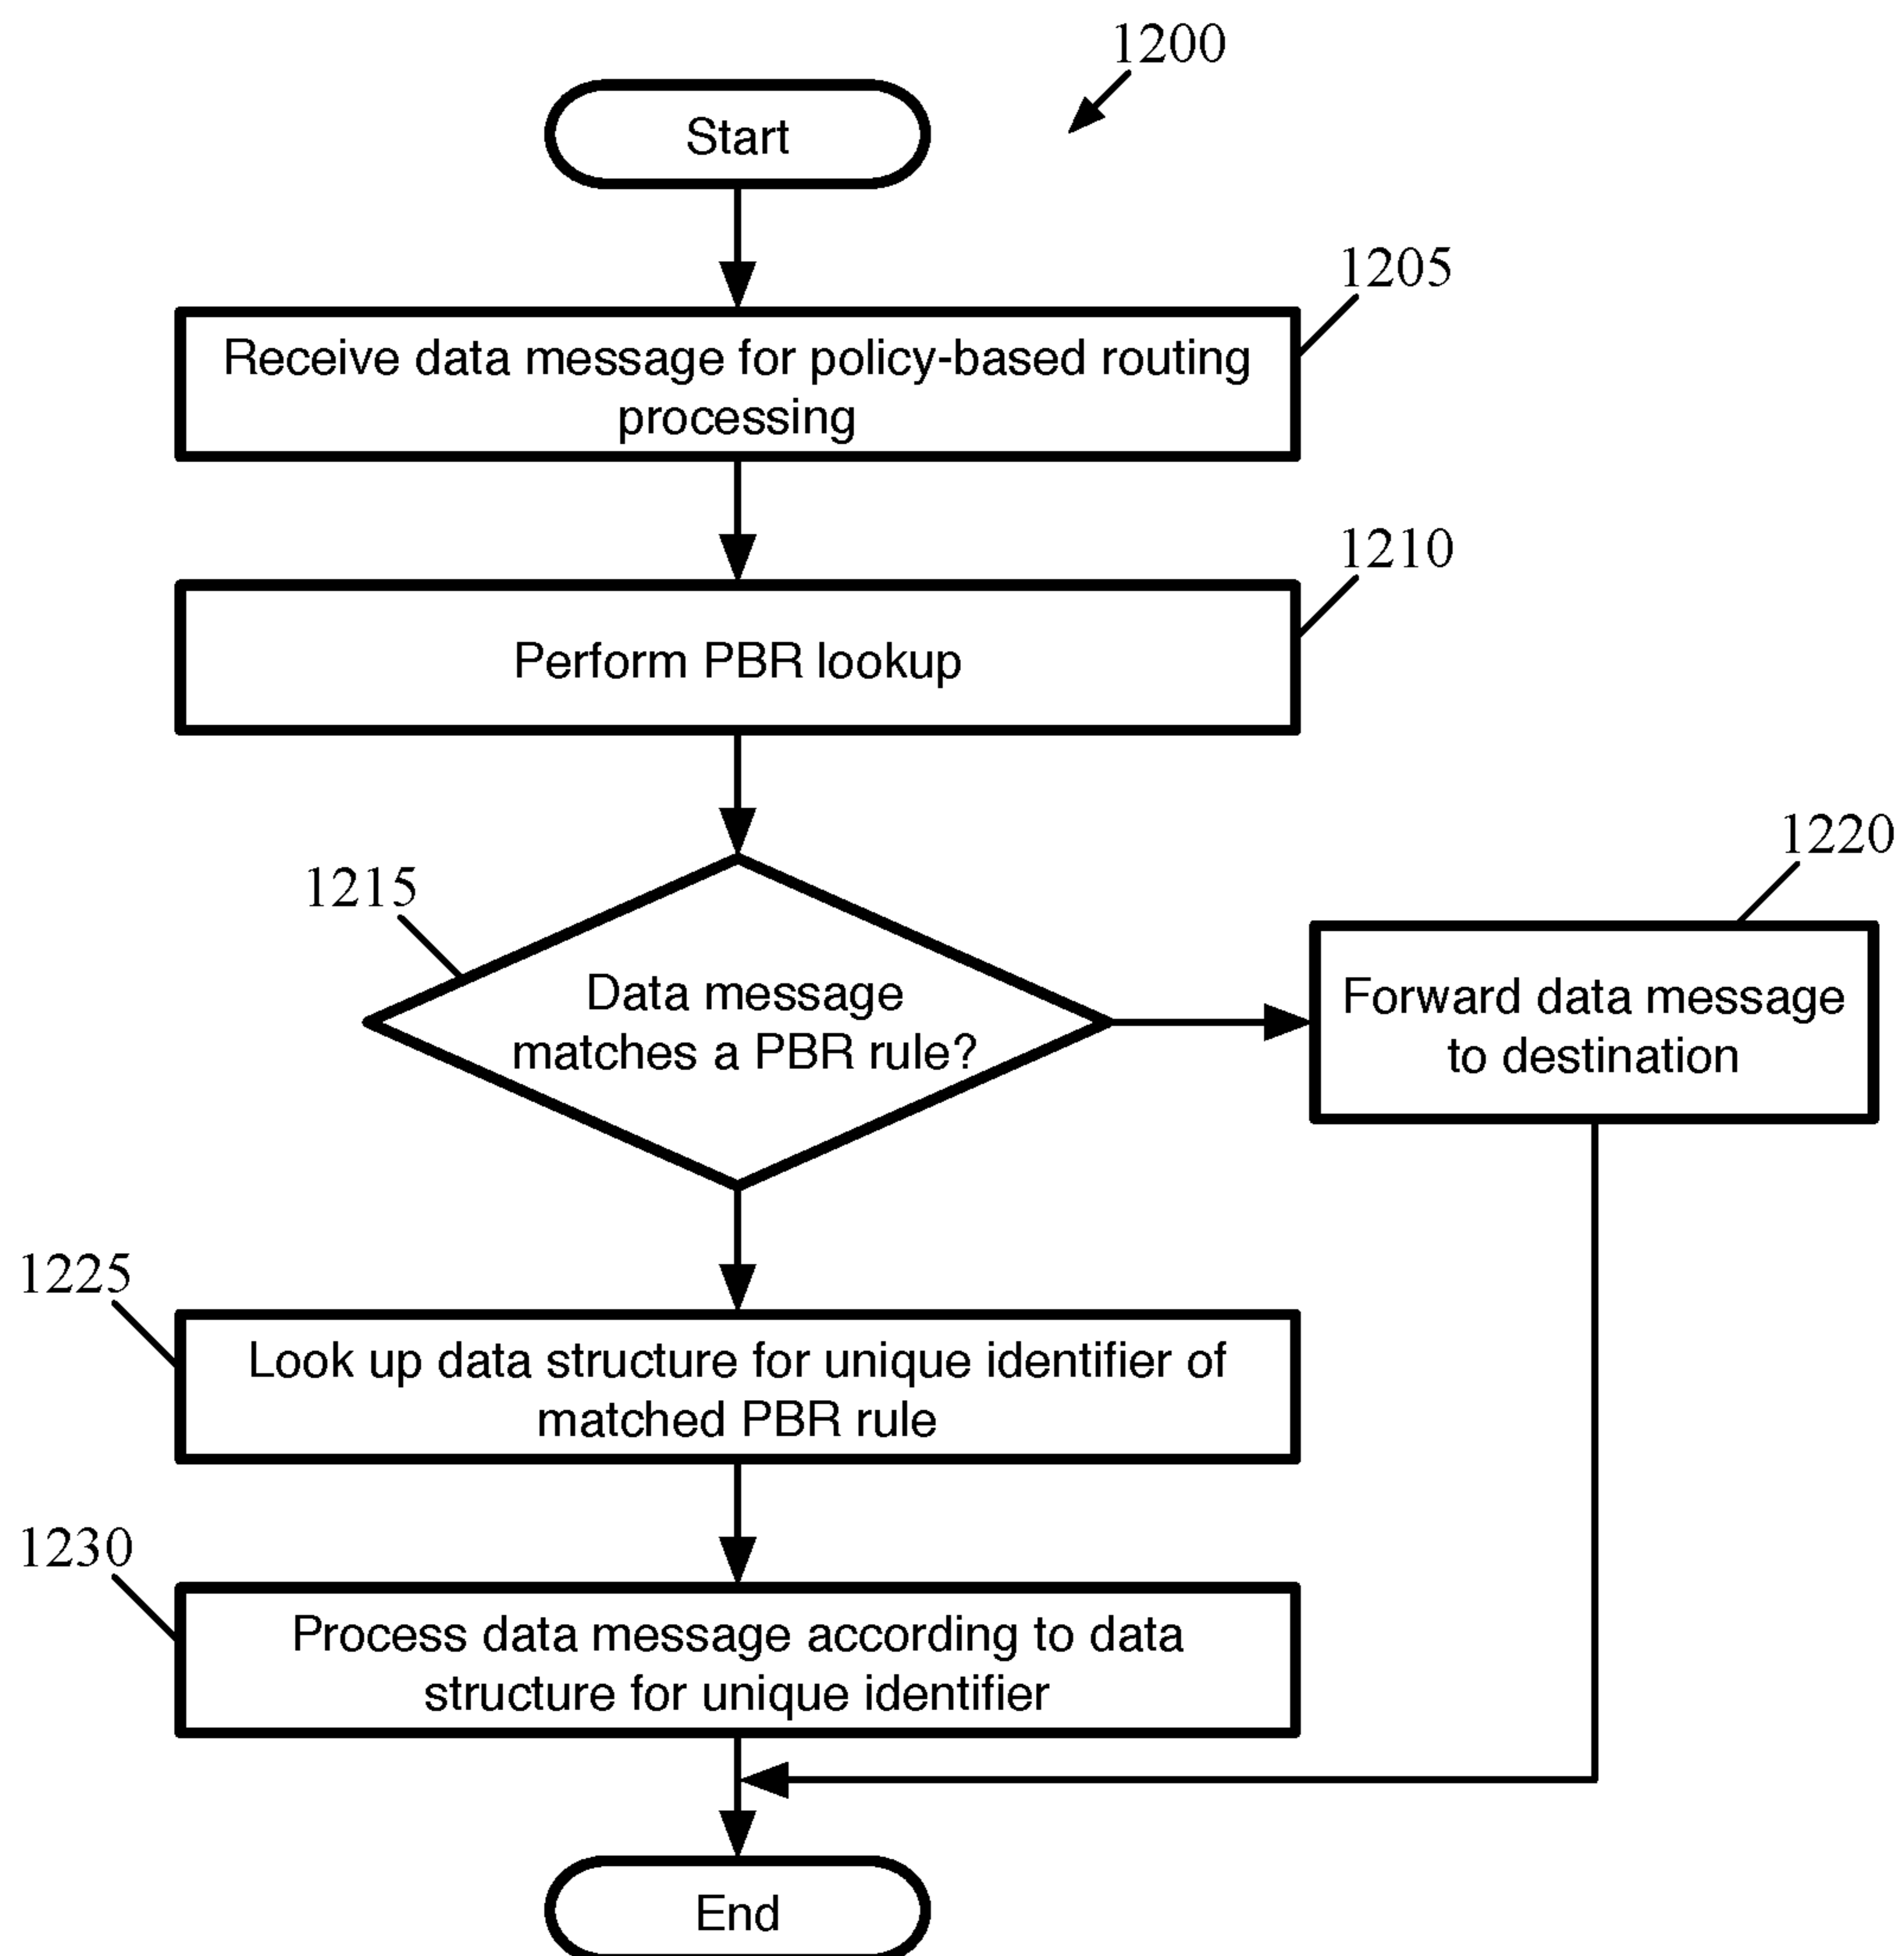 1200
Start
1205
Receive data message for policy-based routing
processing
1210
Perform PBR lookup
1215
Data message
matches a PBR rule?
1220
Forward data message
to destination
1225
Look up data structure for unique identifier of
matched PBR rule
1230
Process data message according to data
structure for unique identifier
End